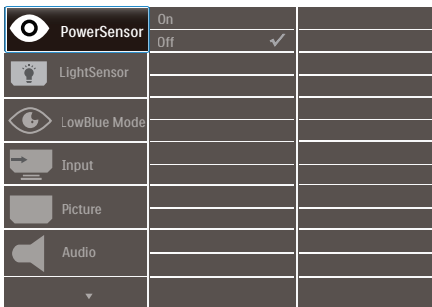 PowerSensor
On
Off
LightSensor
LowBlue Mode
Input
Picture
Audio